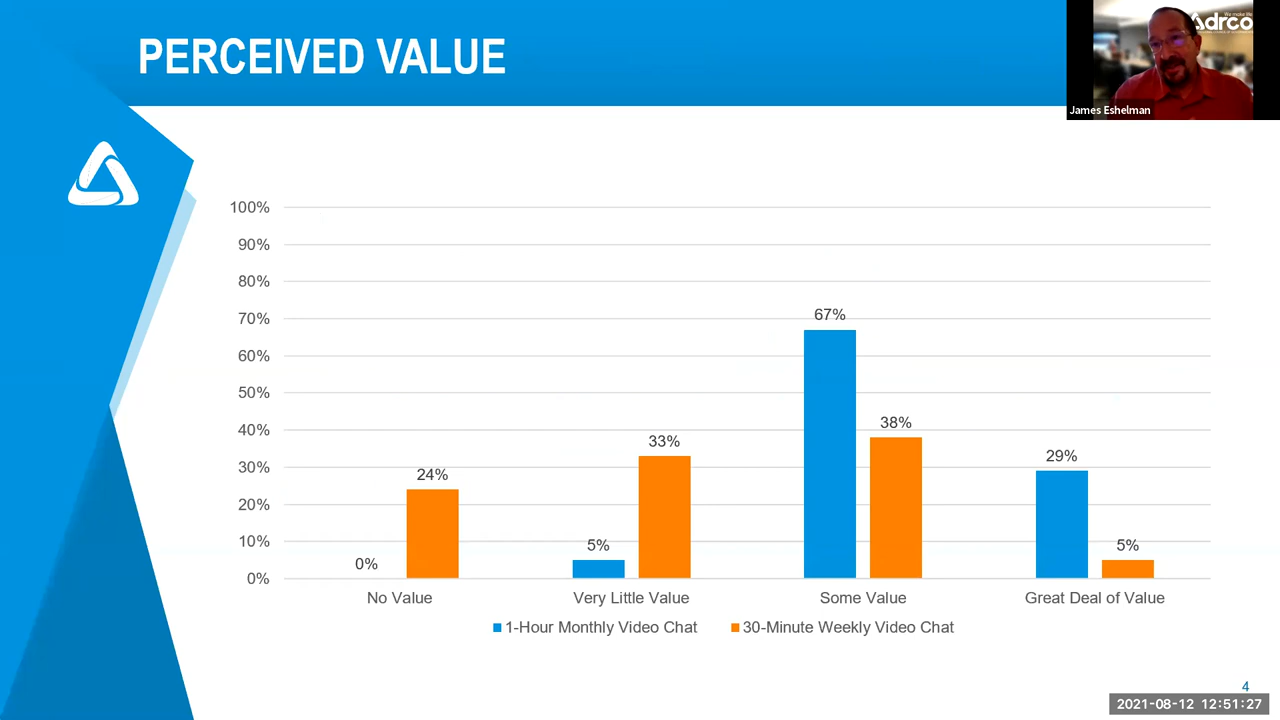 PERCEIVED VALUE
Adrco
James Eshelman
100%
90%
80%
70%
60%
50%
40%
30%
20%
10%
0%
0%
24%
5%
33%
67%
38%
29%
5%
No Value
Very Little Value
Some Value
Great Deal of Value
1-Hour Monthly Video Chat
30-Minute Weekly Video Chat
4
2021-08-12 12:51:27